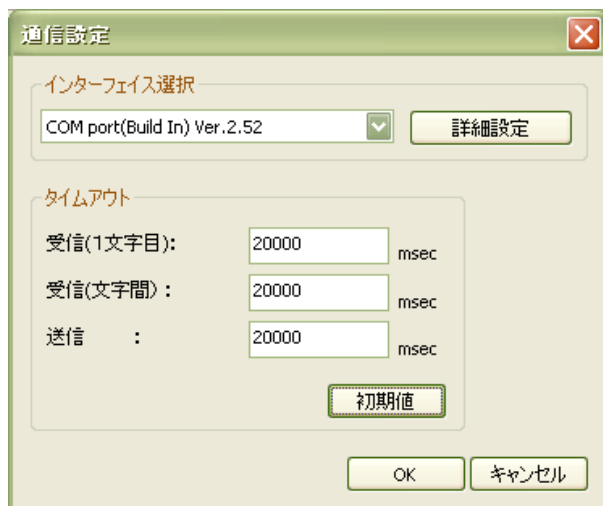 通信設定
インターフェイス選択
COM port(Build In) Ver.2.52
詳細設定
タイムアウト
受信(1文字目): 20000 msec
受信(文字間): 20000 msec
送信 : 20000 msec
初期値
OK キャンセル